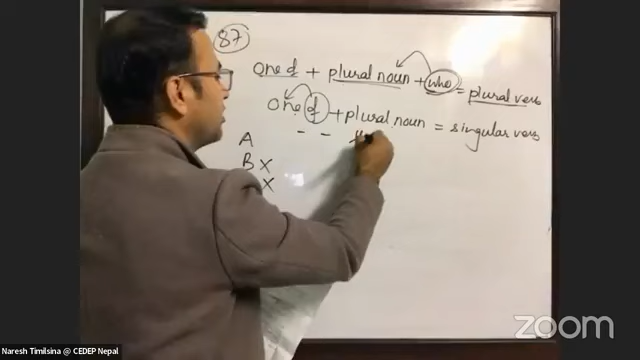 87
one of + plural noun + who = plural verb
one of + plural noun = singular verb
A
B X
X
Naresh Timilsina @ CEDEP Nepal
zoom